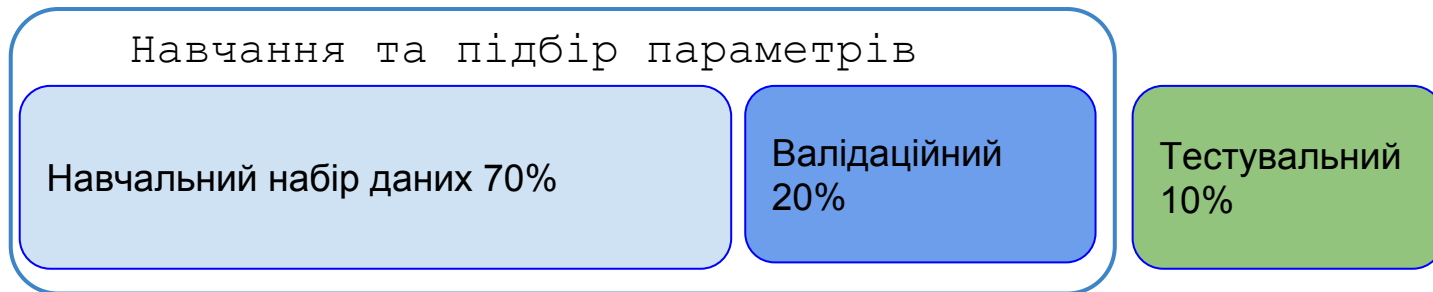 Навчання та підбір параметрів
Навчальний набір даних 70%
Валідаційний
20%
Тестувальний
10%